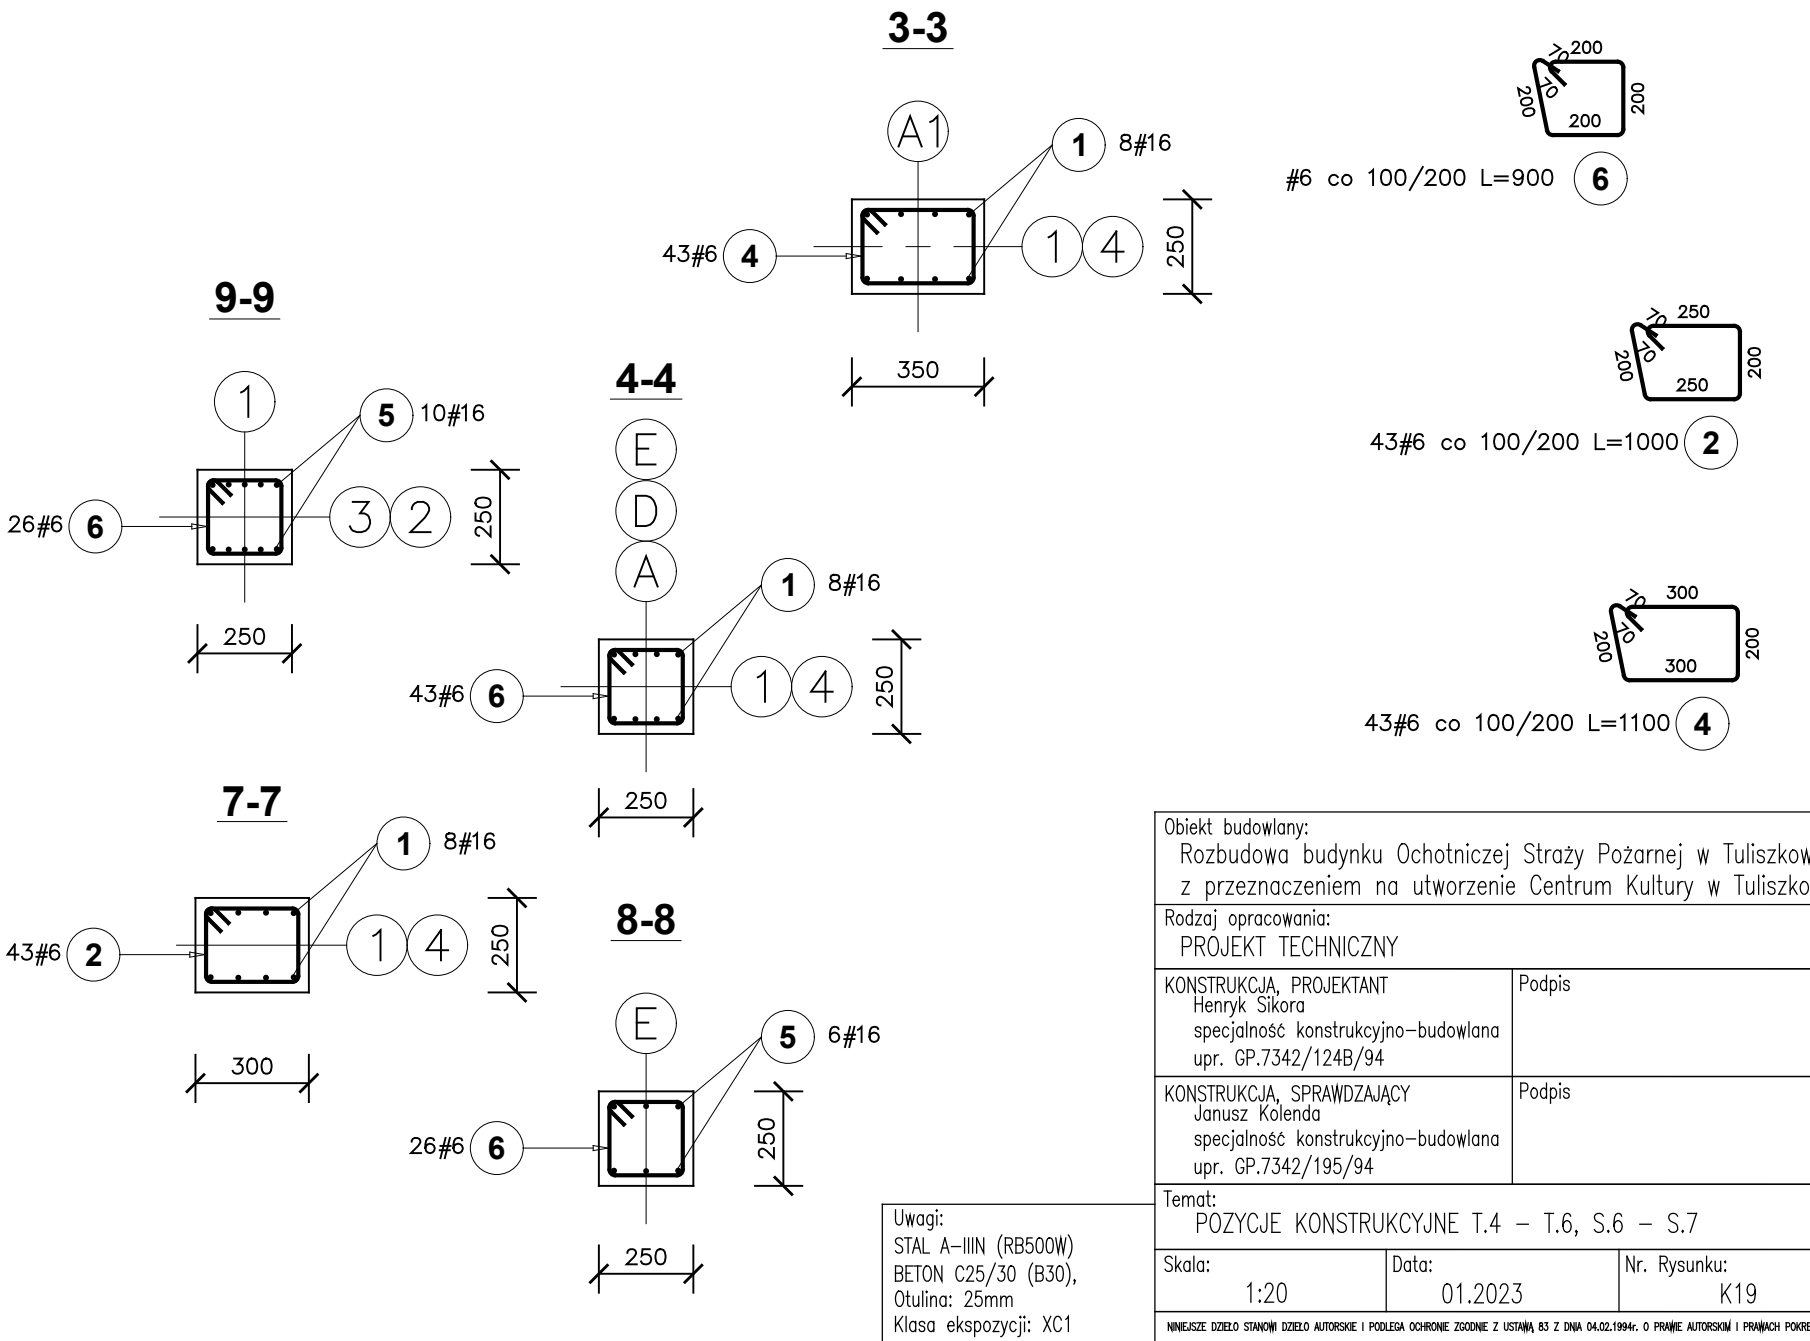 3-3
A1
1 8#16
43#6 4
1 4
250
350
70 200
200 70 200
200
#6 co 100/200 L=900 6
9-9
1
5 10#16
26#6 6
3 2
250
250
4-4
E
D
A
1 8#16
43#6 6
1 4
250
250
70 250
200 70 200
250
43#6 co 100/200 L=1000 2
70 300
200 70 200
300
43#6 co 100/200 L=1100 4
7-7
1 8#16
43#6 2
1 4
250
300
8-8
E
5 6#16
26#6 6
250
250
Uwagi:
STAL A-IIIN (RB500W)
BETON C25/30 (B30),
Otulina: 25mm
Klasa ekspozycji: XC1
Obiekt budowlany:
Rozbudowa budynku Ochotniczej Straży Pożarnej w Tuliszkow
z przeznaczeniem na utworzenie Centrum Kultury w Tuliszko
Rodzaj opracowania:
PROJEKT TECHNICZNY
KONSTRUKCJA, PROJEKTANT Podpis
Henryk Sikora
specjalność konstrukcyjno-budowlana
upr. GP.7342/124B/94
KONSTRUKCJA, SPRAWDZAJĄCY Podpis
Janusz Kolenda
specjalność konstrukcyjno-budowlana
upr. GP.7342/195/94
Temat:
POZYCJE KONSTRUKCYJNE T.4 - T.6, S.6 - S.7
Skala: Data: Nr. Rysunku:
1:20 01.2023 K19
NINIEJSZE DZIEŁO STANOWI DZIEŁO AUTORSKIE I PODLEGA OCHRONIE ZGODNIE Z USTAWĄ 83 Z DNIA 04.02.1994r. O PRAWIE AUTORSKIM I PRAWACH POKRE